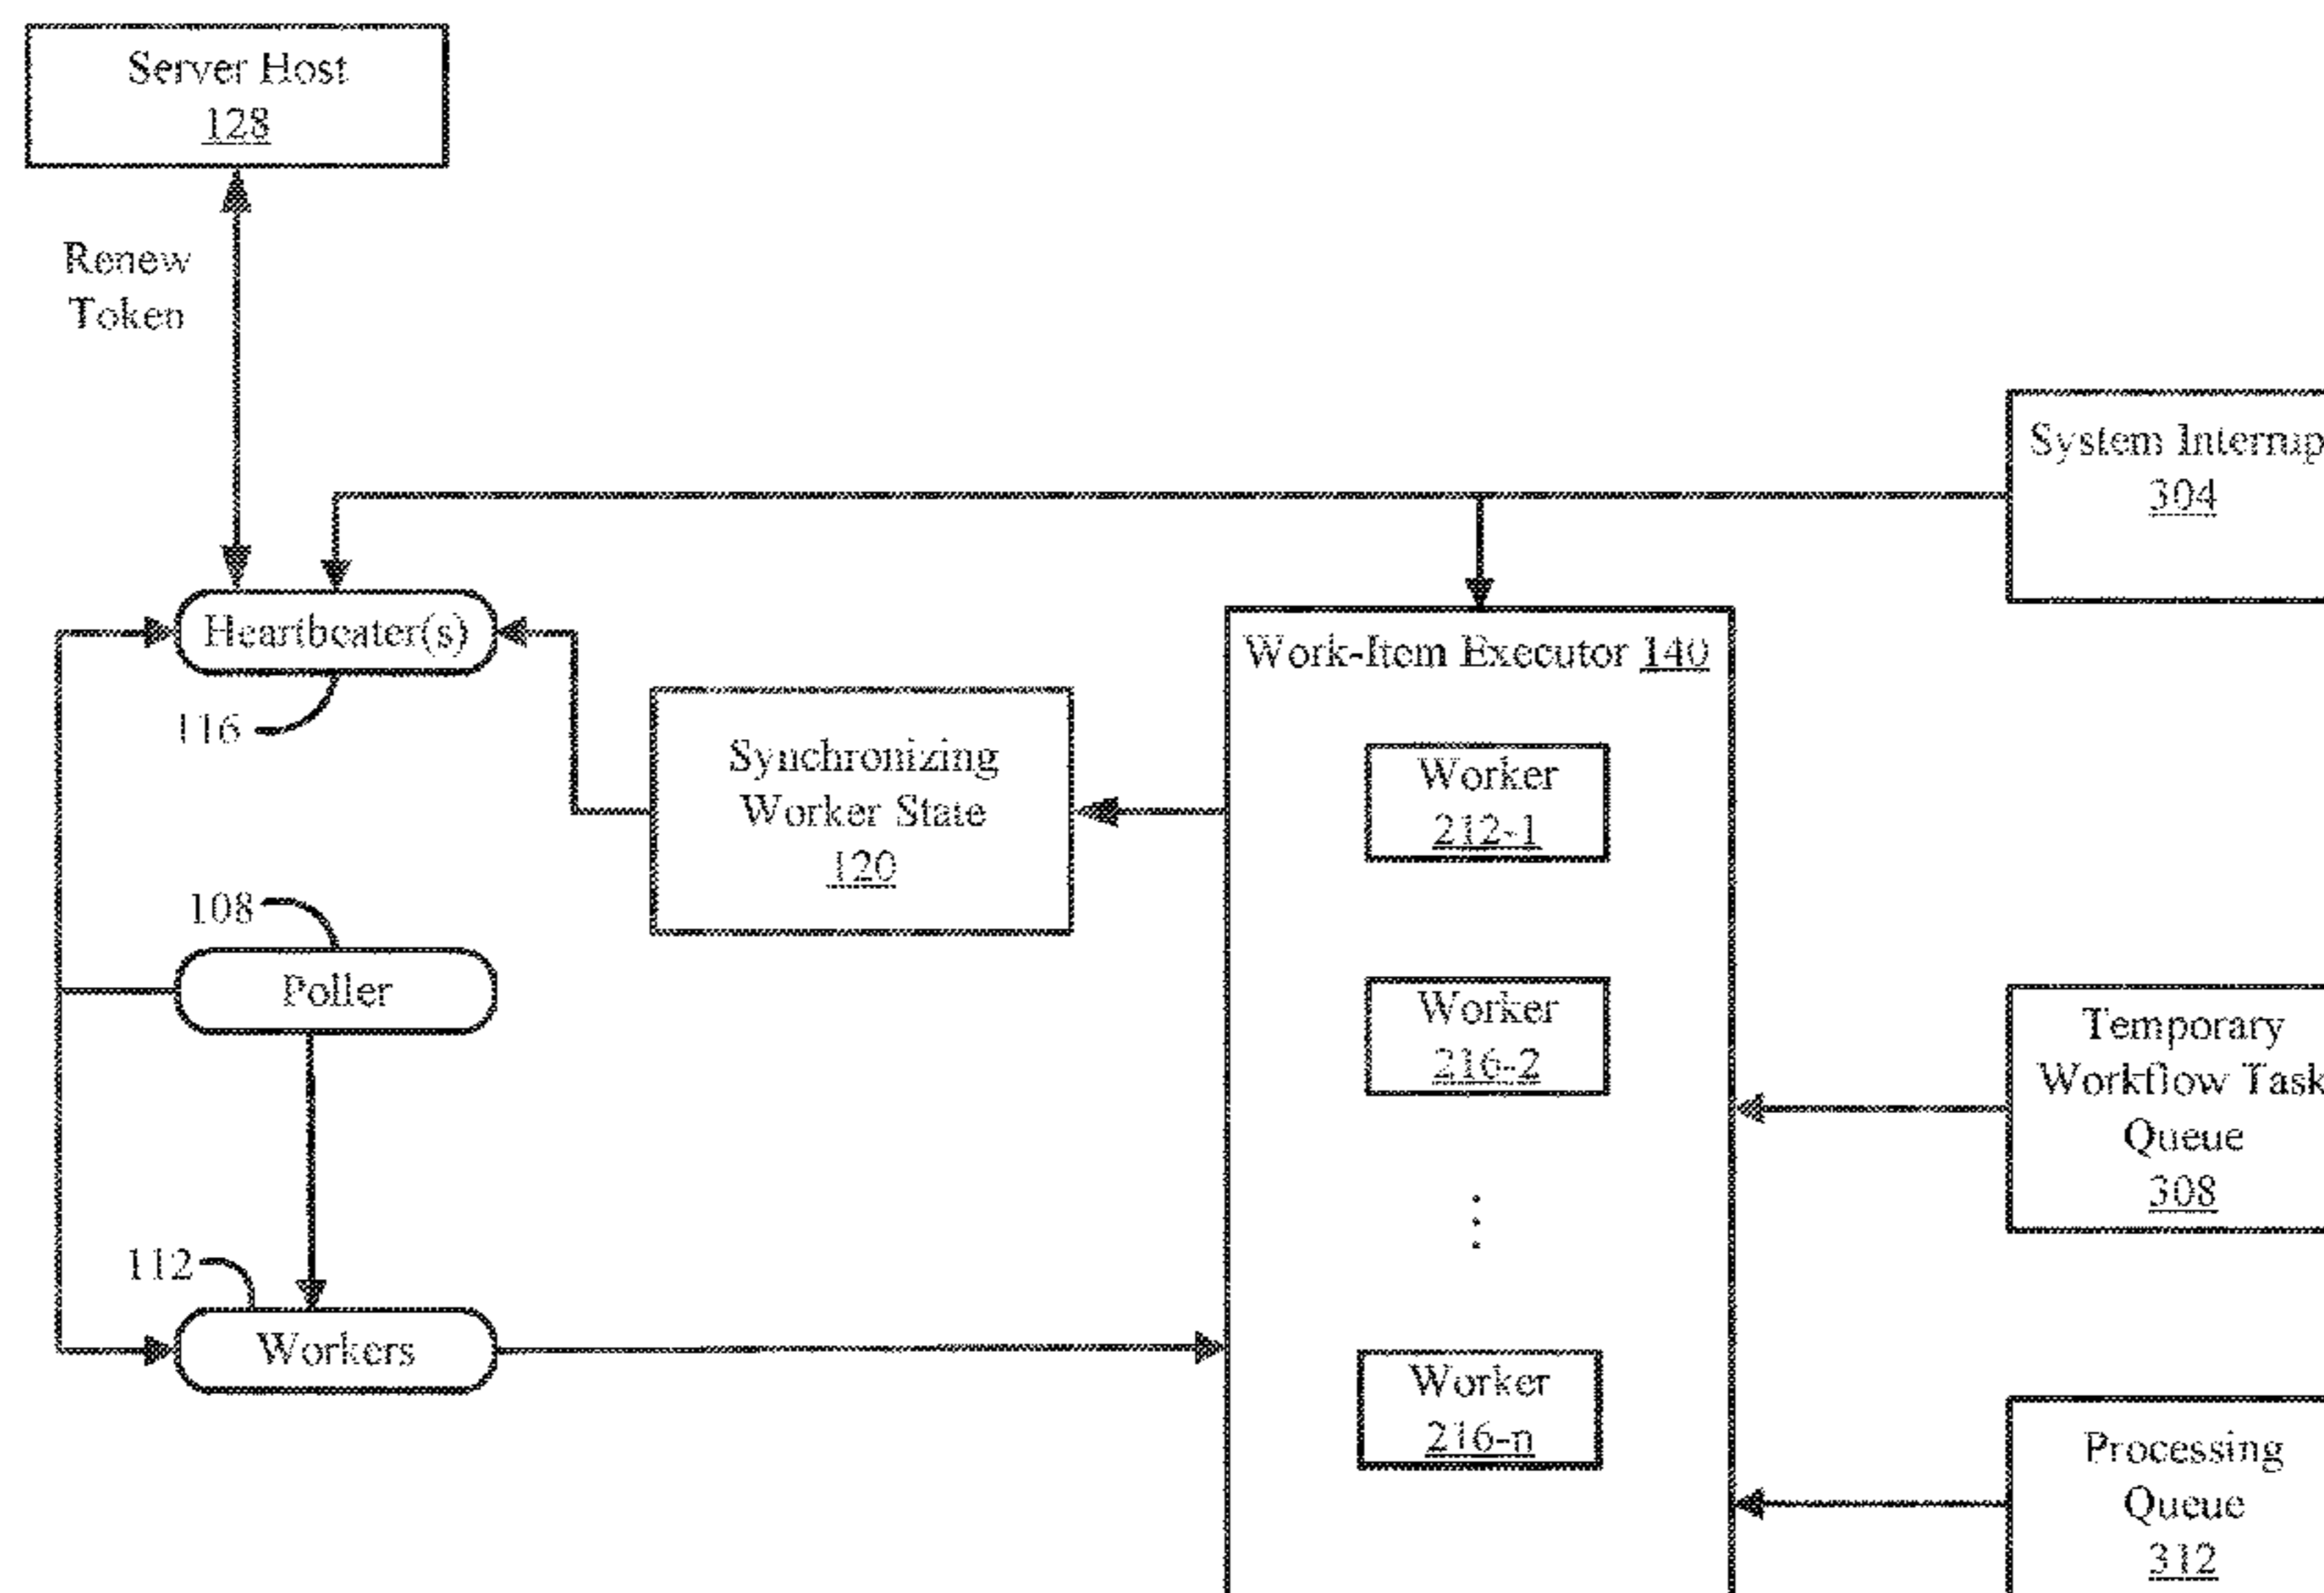 Server Host
128
Renew
Token
System Interrup
304
Heartbeater(s)
116
Work-Item Executor 140
Synchronizing
Worker State
120
Worker
212-1
108
Poller
Worker
216-2
Temporary
Workflow Task
Queue
308
112
Workers
Worker
216-n
Processing
Queue
312